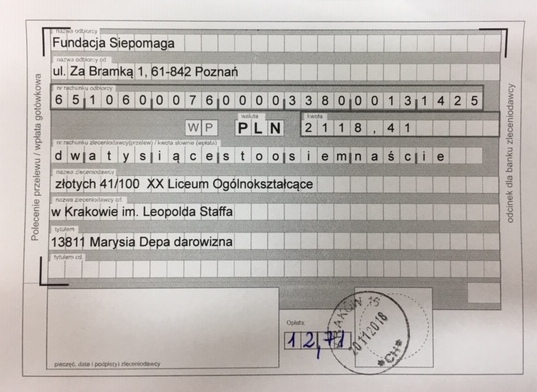 nazwa odbiorcy
Fundacja Siepomaga
nazwa odbiorcy cd.
ul. Za Bramką 1, 61-842 Poznań
nr rachunku odbiorcy
65106000760000338000131425
waluta
kwota
WP PLN 2118,41
nr rachunku zleceniodawcy (przelew) / kwota słownie (wpłata)
dwatysiącestoosiemnaście
nazwa zleceniodawcy
złotych 41/100 XX Liceum Ogólnokształcące
nazwa zleceniodawcy cd.
w Krakowie im. Leopolda Staffa
tytułem
13811 Marysia Depa darowizna
tytułem cd.
Opłata:
12,71
pieczęć, data i podpis(y) zleceniodawcy
KRAKÓW
20112018
*CH*
Polecenie przelewu / wpłata gotówkowa
odcinek dla banku zleceniodawcy